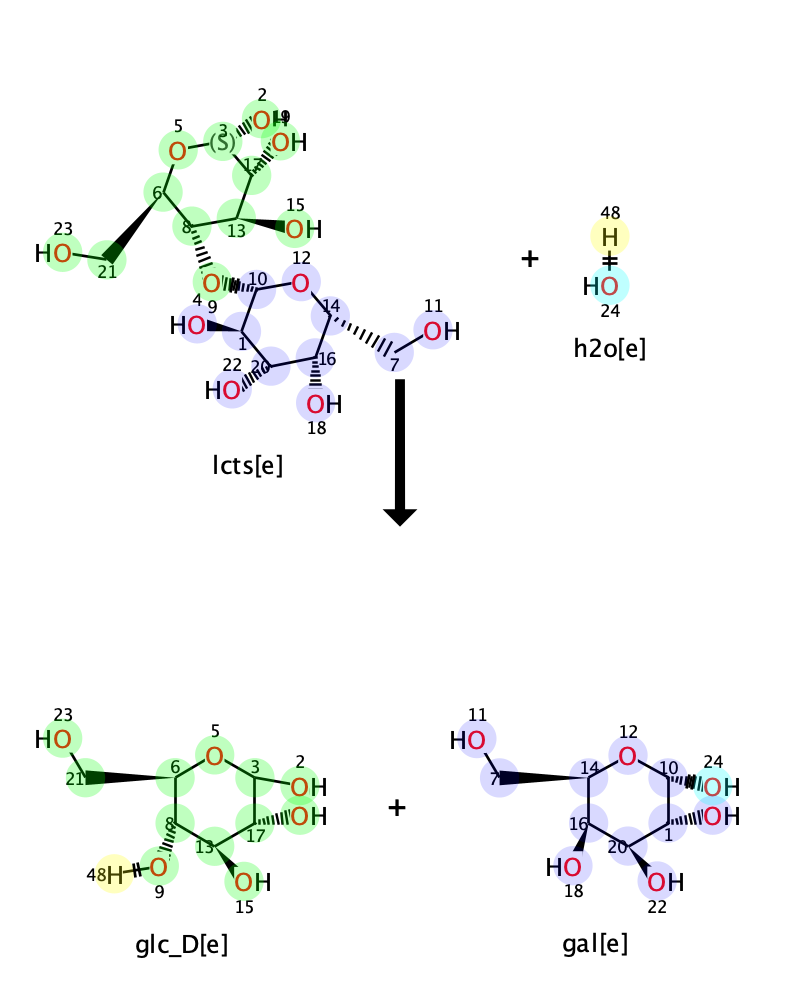 2
OH
19
3
(S)
OH
5
O
17
6
15
OH
8
13
23
HO
21
48
H
+
HO
24
h2o[e]
12
O
10
O
9
4
HO
1
14
11
OH
7
22
HO
20
16
OH
18
lcts[e]
23
HO
21
5
O
6
3
2
OH
OH
8
17
13
48
H
O
9
OH
15
glc_D[e]
+
11
HO
7
12
O
14
10
24
OH
OH
16
1
20
HO
18
OH
22
gal[e]